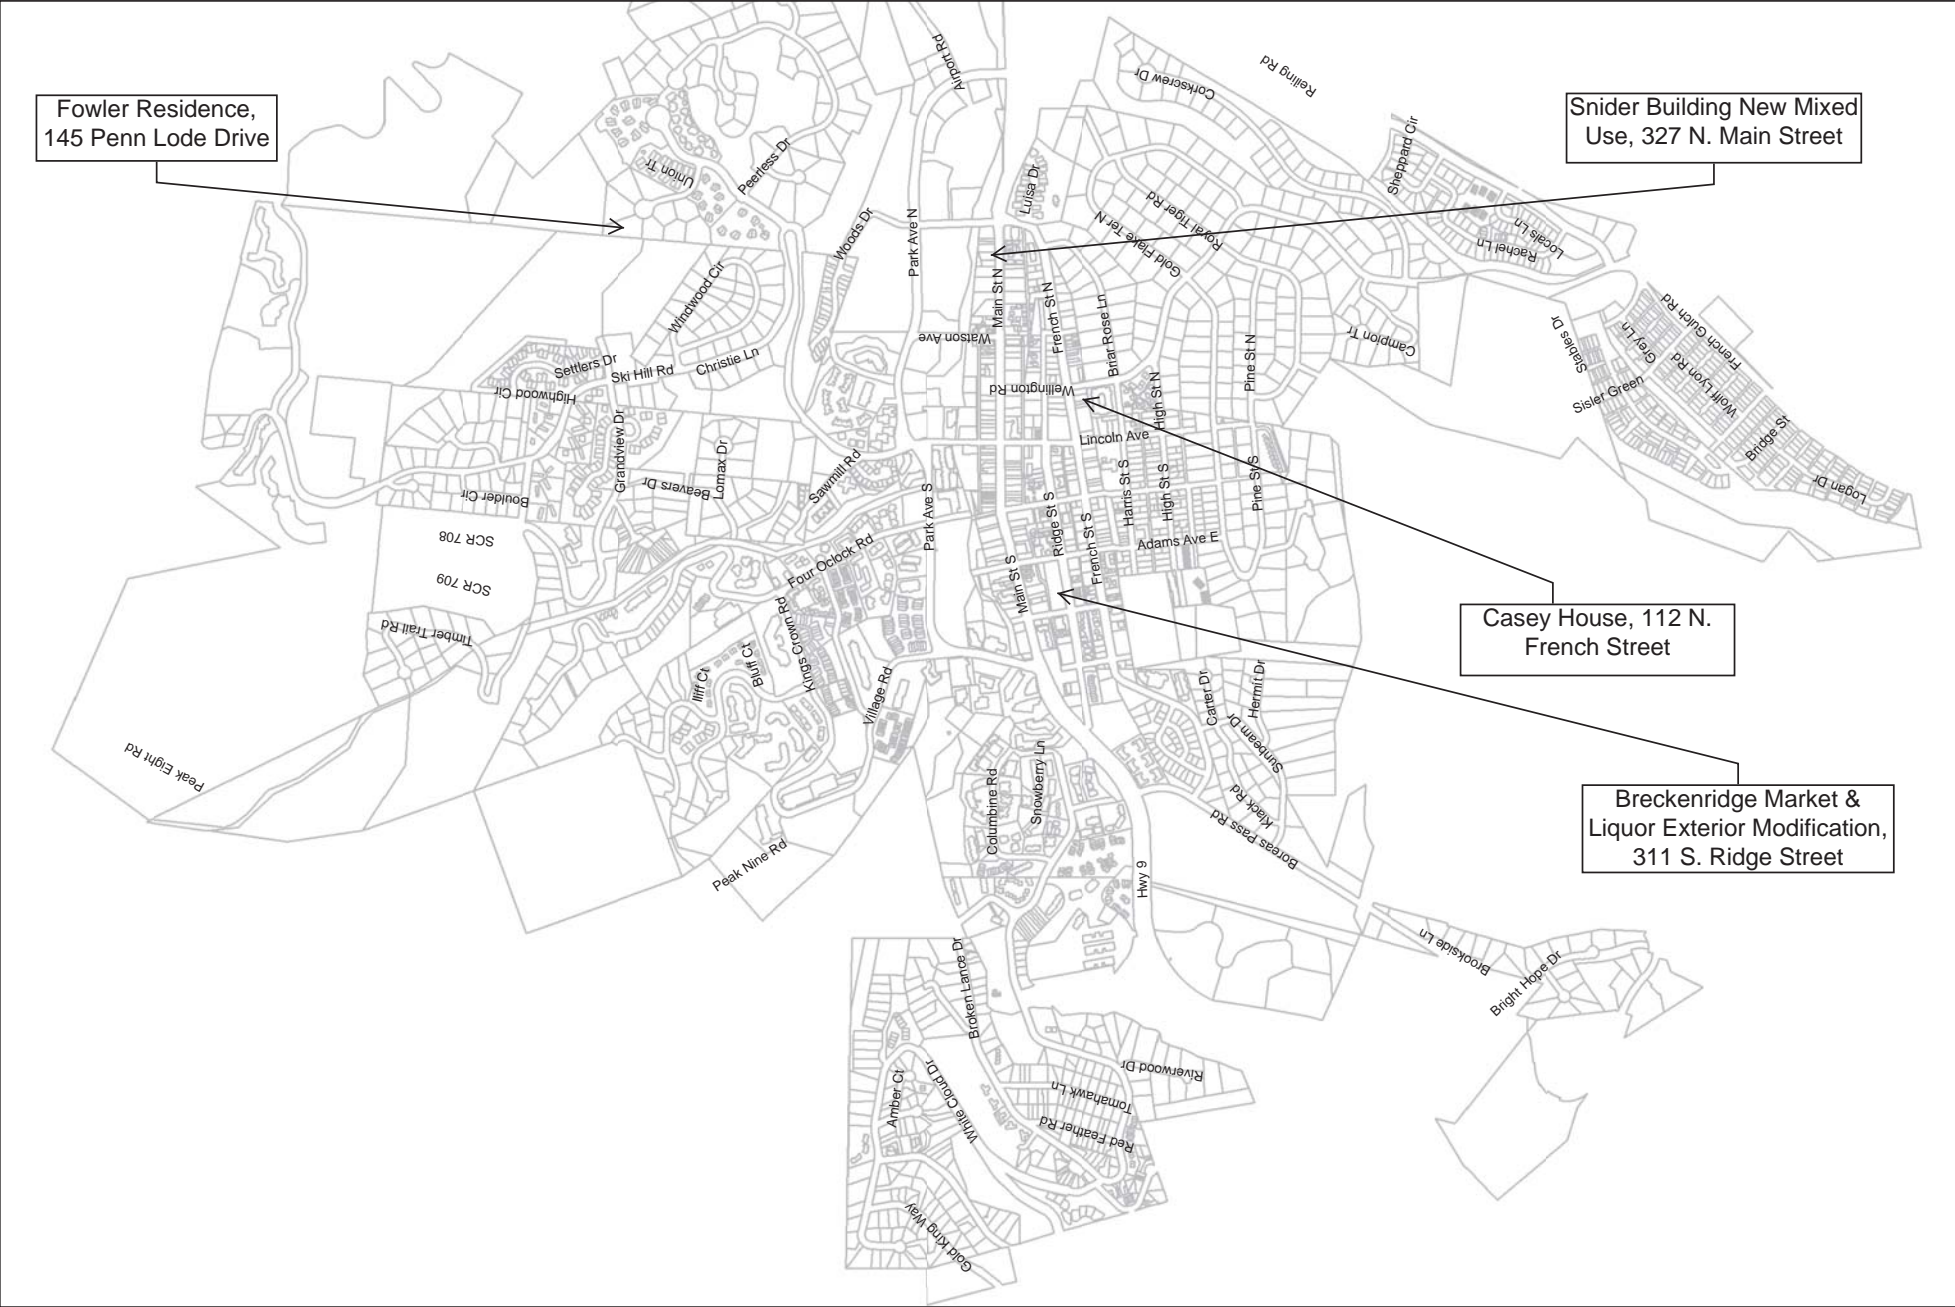 Fowler Residence,
145 Penn Lode Drive
Snider Building New Mixed
Use, 327 N. Main Street
Casey House, 112 N.
French Street
Breckenridge Market &
Liquor Exterior Modification,
311 S. Ridge Street
Airport Rd
Reiling Rd
Corkscrew Dr
Sheppard Cir
Union Tr
Peerless Dr
Luisa Dr
Royal Tiger Rd
Gold Flake Ter N
Locals Ln
Rachel Ln
Woods Dr
Park Ave N
Windwood Cir
Main St N
French St N
Briar Rose Ln
Watson Ave
Pine St N
Campion Tr
French Gulch Rd
Stables Dr
Grey Ln
Wolff Lyon Rd
Sisler Green
Bridge St
Logan Dr
Settlers Dr
Ski Hill Rd
Christie Ln
Highwood Cir
Wellington Rd
High St N
Lincoln Ave
Grandview Dr
Lomax Dr
Beavers Dr
Sawmill Rd
Boulder Cir
Park Ave S
Ridge St S
Harris St S
High St S
Pine St S
French St S
Adams Ave E
SCR 708
SCR 709
Four Oclock Rd
Main St S
Kings Crown Rd
Timber Trail Rd
Bluff Ct
Iliff Ct
Village Rd
Carter Dr
Hermit Dr
Sunbeam Dr
Peak Eight Rd
Columbine Rd
Snowberry Ln
Klack Rd
Boreas Pass Rd
Peak Nine Rd
Hwy 9
Brookside Ln
Bright Hope Dr
Broken Lance Dr
Amber Ct
White Cloud Dr
Riverwood Dr
Tomahawk Ln
Red Feather Rd
Gold King Way